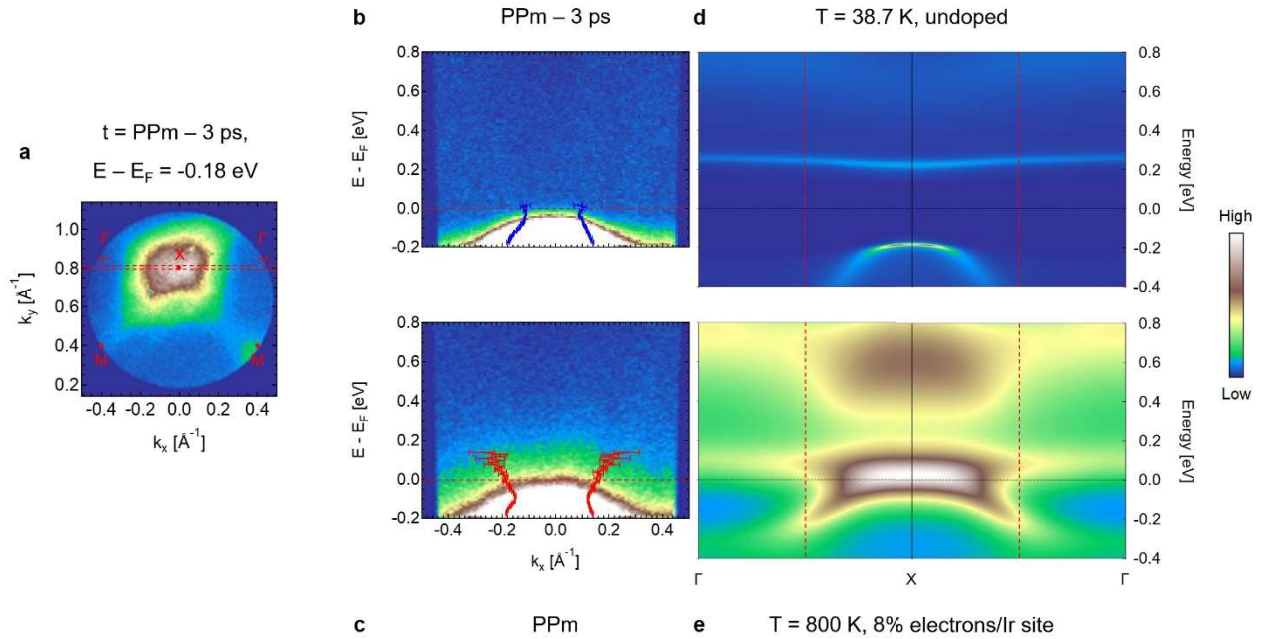 b
PPm – 3 ps
d
T = 38.7 K, undoped
t = PPm – 3 ps,
a
E – E_F = -0.18 eV
1.0
0.8
0.6
0.4
0.2
k_y [Å⁻¹]
Γ
Γ
X
M
M
-0.4 -0.2 0.0 0.2 0.4
k_x [Å⁻¹]
E - E_F [eV]
0.8
0.6
0.4
0.2
0.0
-0.2
0.8
0.6
0.4
0.2
0.0
-0.2
-0.4
Energy [eV]
High
Low
E - E_F [eV]
0.8
0.6
0.4
0.2
0.0
-0.2
-0.4 -0.2 0.0 0.2 0.4
k_x [Å⁻¹]
0.8
0.6
0.4
0.2
0.0
-0.2
-0.4
Energy [eV]
Γ X Γ
c
PPm
e
T = 800 K, 8% electrons/Ir site